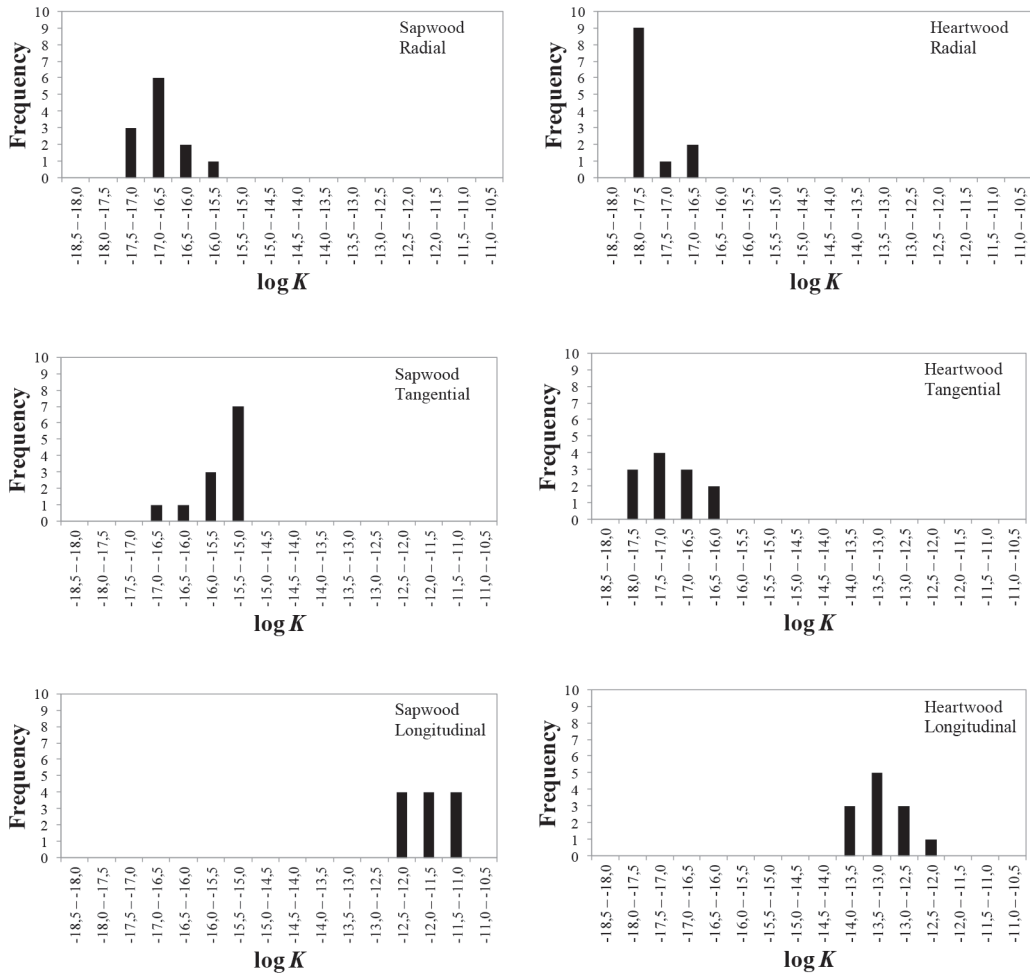 Sapwood
Radial
Frequency
10
9
8
7
6
5
4
3
2
1
0
-18,5 – -18,0
-18,0 – -17,5
-17,5 – -17,0
-17,0 – -16,5
-16,5 – -16,0
-16,0 – -15,5
-15,5 – -15,0
-15,0 – -14,5
-14,5 – -14,0
-14,0 – -13,5
-13,5 – -13,0
-13,0 – -12,5
-12,5 – -12,0
-12,0 – -11,5
-11,5 – -11,0
-11,0 – -10,5
log K
Heartwood
Radial
Frequency
10
9
8
7
6
5
4
3
2
1
0
-18,5 – -18,0
-18,0 – -17,5
-17,5 – -17,0
-17,0 – -16,5
-16,5 – -16,0
-16,0 – -15,5
-15,5 – -15,0
-15,0 – -14,5
-14,5 – -14,0
-14,0 – -13,5
-13,5 – -13,0
-13,0 – -12,5
-12,5 – -12,0
-12,0 – -11,5
-11,5 – -11,0
-11,0 – -10,5
log K
Sapwood
Tangential
Frequency
10
9
8
7
6
5
4
3
2
1
0
-18,5 – -18,0
-18,0 – -17,5
-17,5 – -17,0
-17,0 – -16,5
-16,5 – -16,0
-16,0 – -15,5
-15,5 – -15,0
-15,0 – -14,5
-14,5 – -14,0
-14,0 – -13,5
-13,5 – -13,0
-13,0 – -12,5
-12,5 – -12,0
-12,0 – -11,5
-11,5 – -11,0
-11,0 – -10,5
log K
Heartwood
Tangential
Frequency
10
9
8
7
6
5
4
3
2
1
0
-18,5 – -18,0
-18,0 – -17,5
-17,5 – -17,0
-17,0 – -16,5
-16,5 – -16,0
-16,0 – -15,5
-15,5 – -15,0
-15,0 – -14,5
-14,5 – -14,0
-14,0 – -13,5
-13,5 – -13,0
-13,0 – -12,5
-12,5 – -12,0
-12,0 – -11,5
-11,5 – -11,0
-11,0 – -10,5
log K
Sapwood
Longitudinal
Frequency
10
9
8
7
6
5
4
3
2
1
0
-18,5 – -18,0
-18,0 – -17,5
-17,5 – -17,0
-17,0 – -16,5
-16,5 – -16,0
-16,0 – -15,5
-15,5 – -15,0
-15,0 – -14,5
-14,5 – -14,0
-14,0 – -13,5
-13,5 – -13,0
-13,0 – -12,5
-12,5 – -12,0
-12,0 – -11,5
-11,5 – -11,0
-11,0 – -10,5
log K
Heartwood
Longitudinal
Frequency
10
9
8
7
6
5
4
3
2
1
0
-18,5 – -18,0
-18,0 – -17,5
-17,5 – -17,0
-17,0 – -16,5
-16,5 – -16,0
-16,0 – -15,5
-15,5 – -15,0
-15,0 – -14,5
-14,5 – -14,0
-14,0 – -13,5
-13,5 – -13,0
-13,0 – -12,5
-12,5 – -12,0
-12,0 – -11,5
-11,5 – -11,0
-11,0 – -10,5
log K